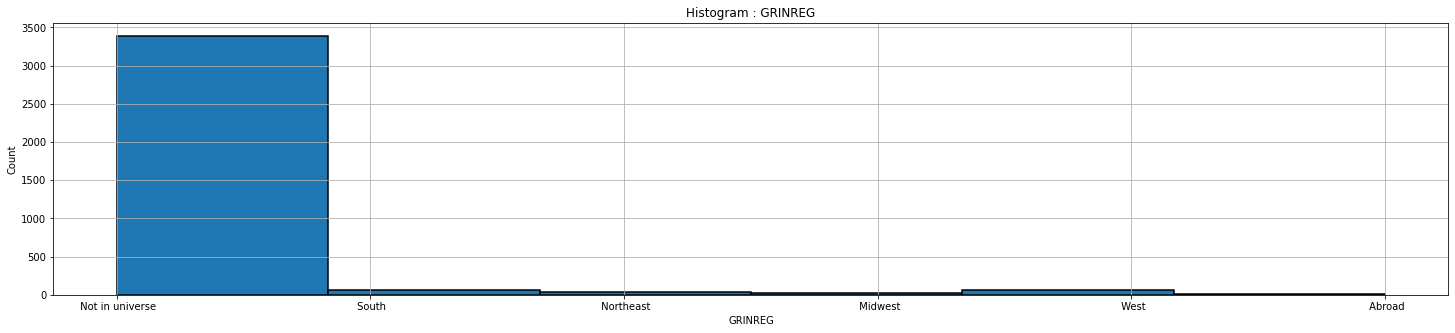 Histogram : GRINREG
3500
3000
2500
2000
1500
1000
500
0
Count
Not in universe South Northeast Midwest West Abroad
GRINREG